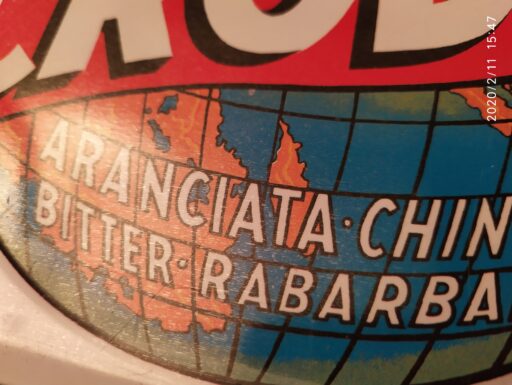 ARANCIATA · CHIN
BITTER · RABARBA
2020/2/11 15:47